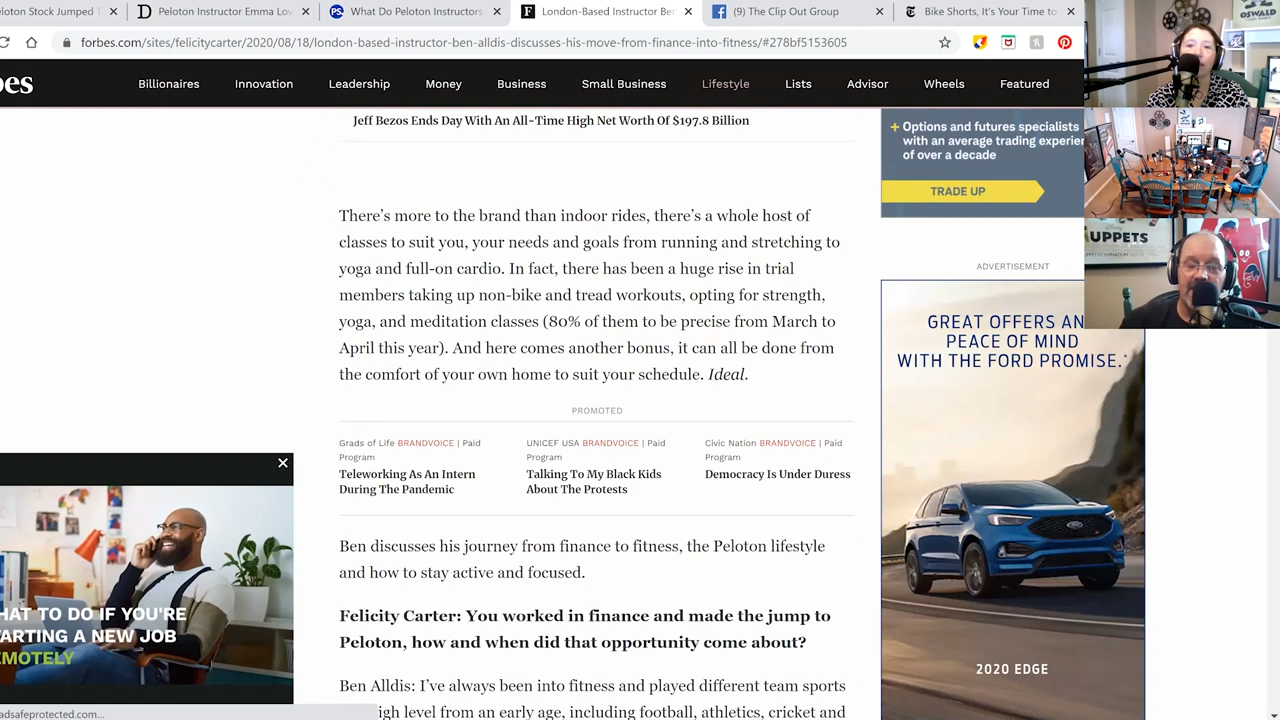 oton Stock Jumped T
Peloton Instructor Emma Lov
What Do Peloton Instructors
London-Based Instructor Ber
(9) The Clip Out Group
Bike Shorts, It's Your Time to
forbes.com/sites/felicitycarter/2020/08/18/london-based-instructor-ben- -discusses-his-move-from-finance-into-fitness/#278bf5153605
es
Billionaires
Innovation
Leadership
Money
Business
Small Business
Lifestyle
Lists
Advisor
Wheels
Featured
OSWALD
MUPPETS
Jeff Bezos Ends Day With An All-Time High Net Worth Of $197.8 Billion
+ Options and futures specialists
with an average trading experien
of over a decade
TRADE UP
There's more to the brand than indoor rides, there's a whole host of
classes to suit you, your needs and goals from running and stretching to
yoga and full-on cardio. In fact, there has been a huge rise in trial
members taking up non-bike and tread workouts, opting for strength,
yoga, and meditation classes (80% of them to be precise from March to
April this year). And here comes another bonus, it can all be done from
the comfort of your own home to suit your schedule. Ideal.
ADVERTISEMENT
GREAT OFFERS AN
PEACE OF MIND
WITH THE FORD PROMISE.*
2020 EDGE
PROMOTED
Grads of Life BRANDVOICE | Paid
Program
Teleworking As An Intern
During The Pandemic
UNICEF USA BRANDVOICE | Paid
Program
Talking To My Black Kids
About The Protests
Civic Nation BRANDVOICE | Paid
Program
Democracy Is Under Duress
Ben discusses his journey from finance to fitness, the Peloton lifestyle
and how to stay active and focused.
Felicity Carter: You worked in finance and made the jump to
Peloton, how and when did that opportunity come about?
Ben Alldis: I've always been into fitness and played different team sports
igh level from an early age, including football, athletics, cricket and
HAT TO DO IF YOU'RE
TARTING A NEW JOB
EMOTELY
adsafeprotected.com...